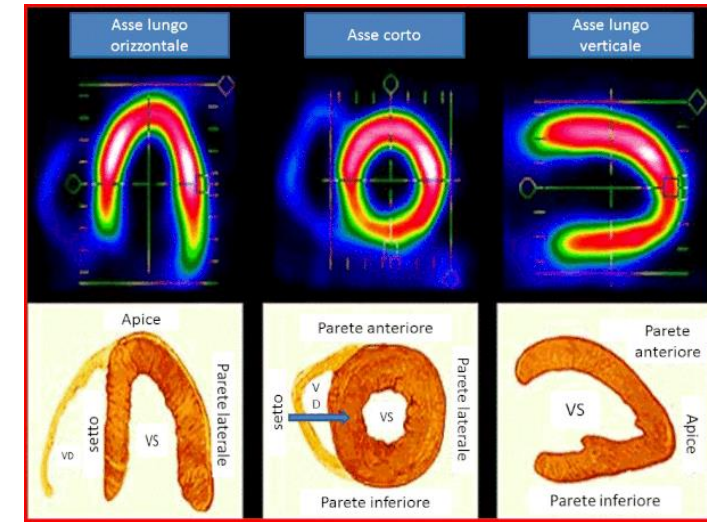 Asse lungo
orizzontale
Asse corto
Asse lungo
verticale
Apice
setto
Parete laterale
VD
VS
Parete anteriore
setto
V
D
VS
Parete laterale
Parete inferiore
Parete
anteriore
VS
Apice
Parete inferiore